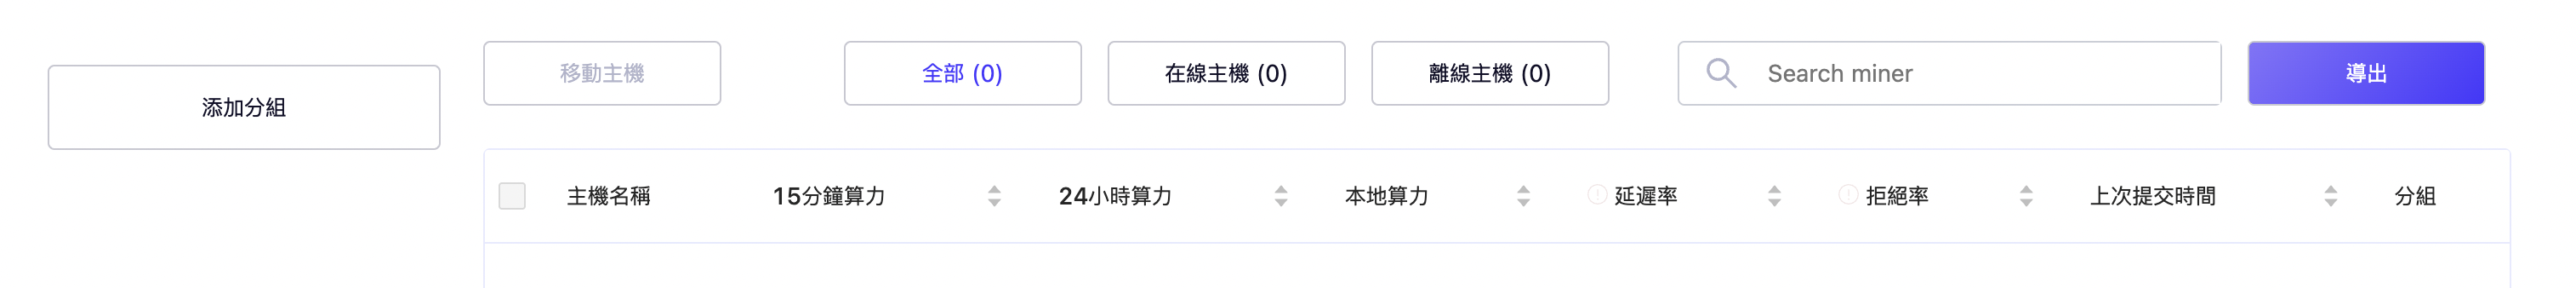 添加分組
移動主機
全部 (0)
在線主機 (0)
離線主機 (0)
Search miner
導出
主機名稱
15分鐘算力
24小時算力
本地算力
延遲率
拒絕率
上次提交時間
分組